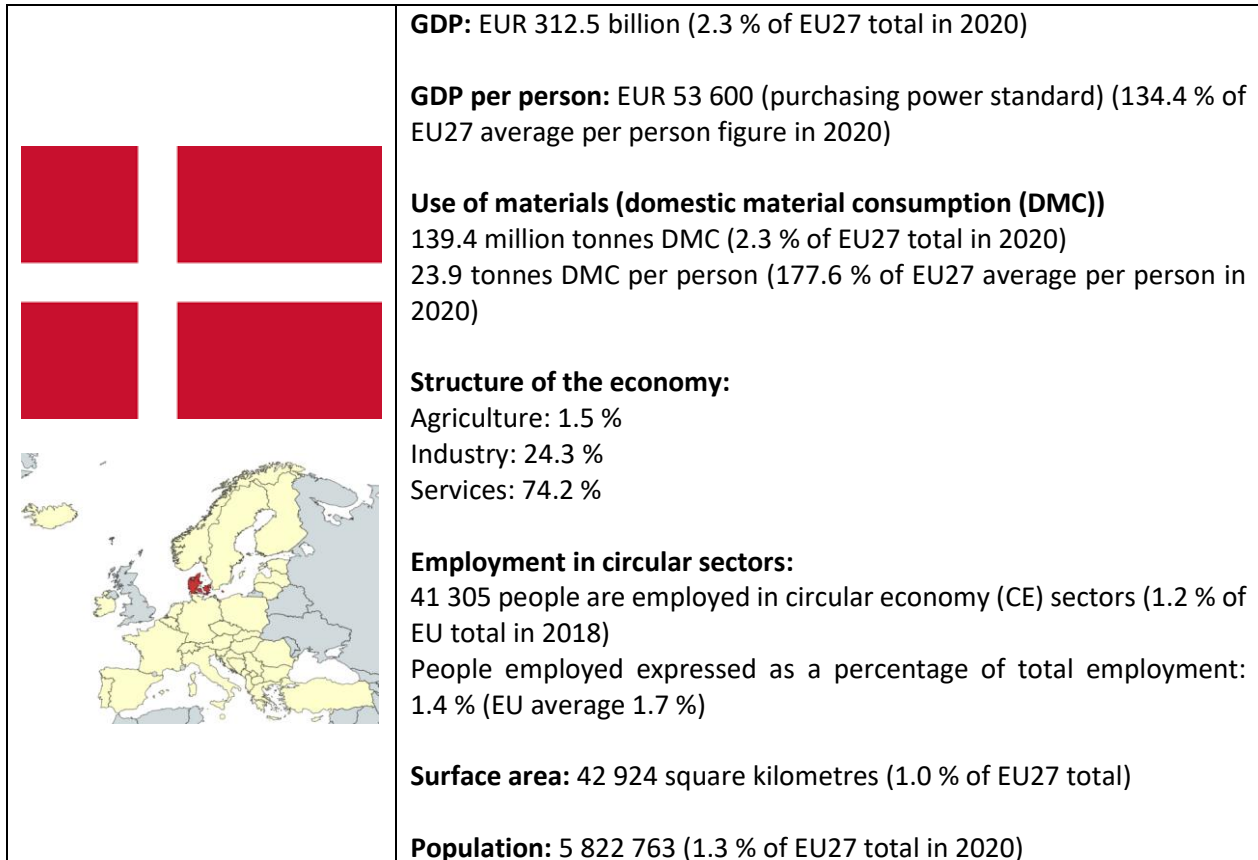 GDP: EUR 312.5 billion (2.3 % of EU27 total in 2020)
GDP per person: EUR 53 600 (purchasing power standard) (134.4 % of
EU27 average per person figure in 2020)
Use of materials (domestic material consumption (DMC))
139.4 million tonnes DMC (2.3 % of EU27 total in 2020)
23.9 tonnes DMC per person (177.6 % of EU27 average per person in
2020)
Structure of the economy:
Agriculture: 1.5 %
Industry: 24.3 %
Services: 74.2 %
Employment in circular sectors:
41 305 people are employed in circular economy (CE) sectors (1.2 % of
EU total in 2018)
People employed expressed as a percentage of total employment:
1.4 % (EU average 1.7 %)
Surface area: 42 924 square kilometres (1.0 % of EU27 total)
Population: 5 822 763 (1.3 % of EU27 total in 2020)